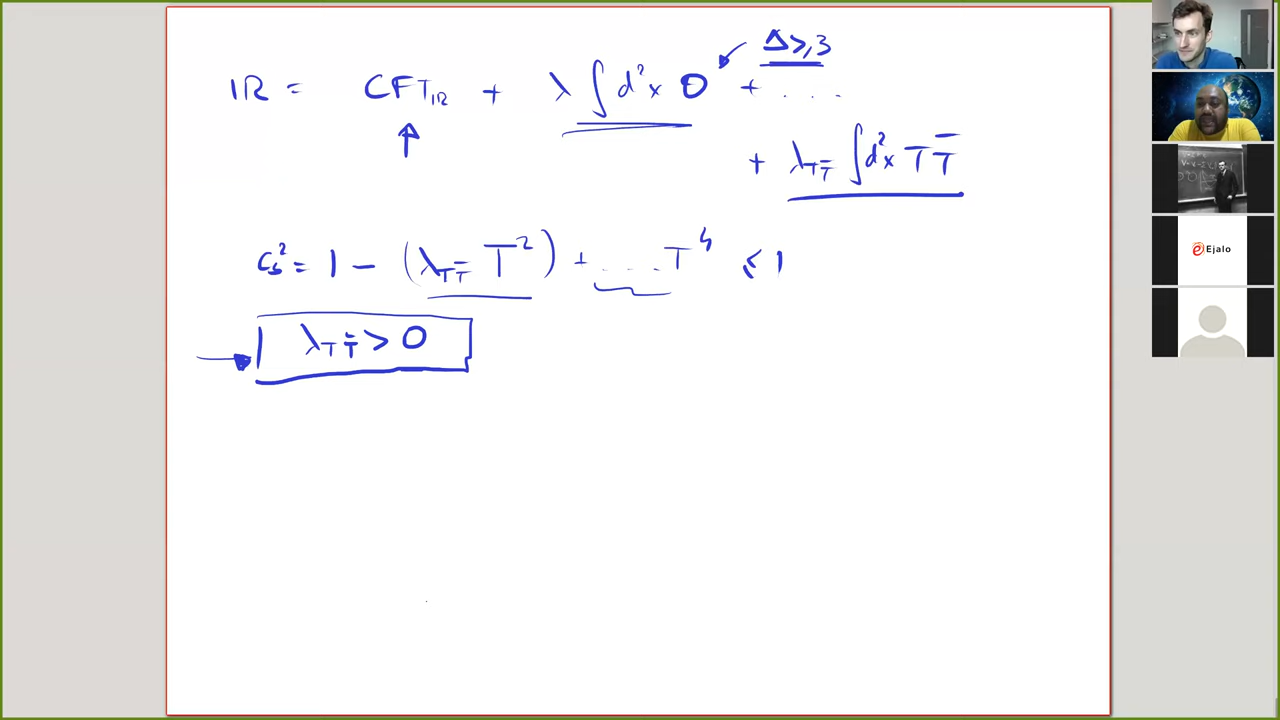 Δ ≥ 3
IR = CFT_IR + λ ∫d²x O + ....
+ λ_TT̄ ∫d²x TT̄
c_s² = 1 - (λ_TT̄ T²) + .... T⁴ ≤ 1
λ_TT̄ > 0
Ejalo